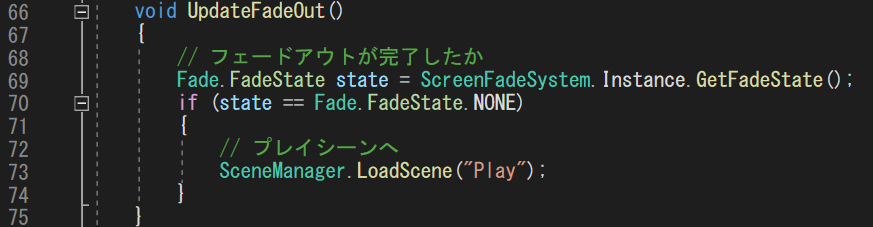 66 void UpdateFadeOut()
67 {
68 // フェードアウトが完了したか
69 Fade.FadeState state = ScreenFadeSystem.Instance.GetFadeState();
70 if (state == Fade.FadeState.NONE)
71 {
72 // プレイシーンへ
73 SceneManager.LoadScene("Play");
74 }
75 }